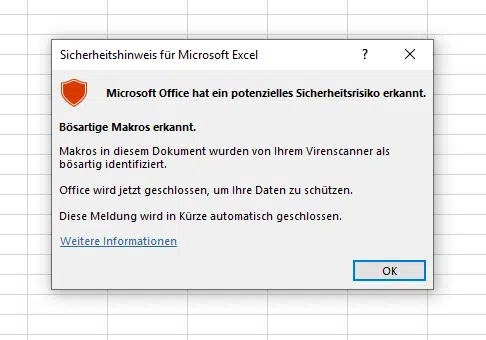 Sicherheitshinweis für Microsoft Excel
Microsoft Office hat ein potenzielles Sicherheitsrisiko erkannt.
Bösartige Makros erkannt.
Makros in diesem Dokument wurden von Ihrem Virenscanner als
bösartig identifiziert.
Office wird jetzt geschlossen, um Ihre Daten zu schützen.
Diese Meldung wird in Kürze automatisch geschlossen.
Weitere Informationen
OK